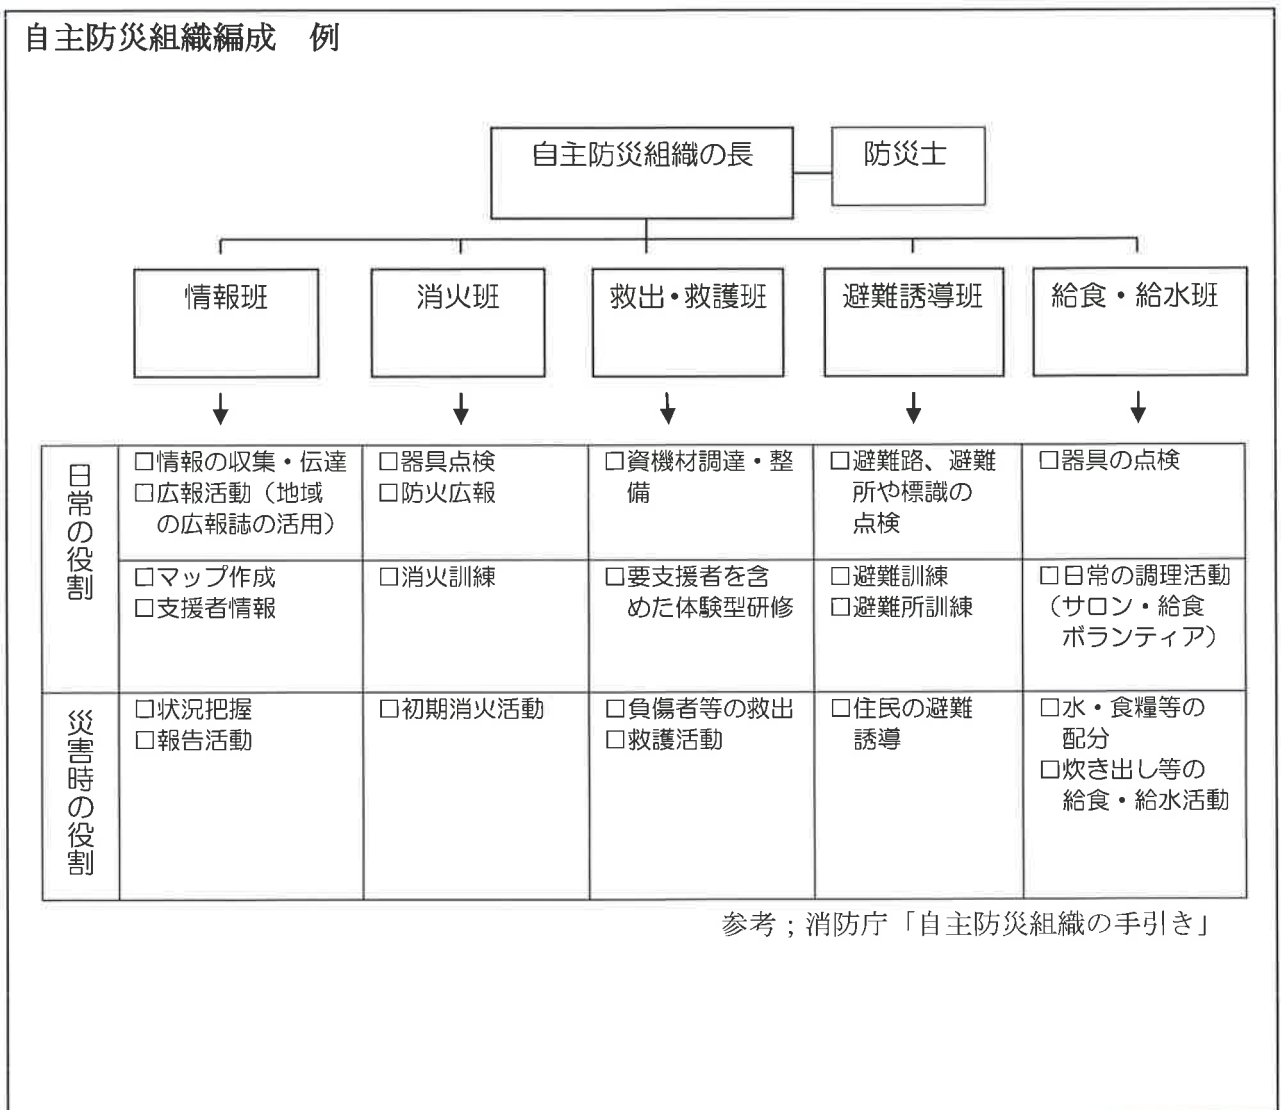 自主防災組織編成　例
自主防災組織の長
防災士
情報班
消火班
救出・救護班
避難誘導班
給食・給水班
日常の役割
□情報の収集・伝達
□広報活動（地域
の広報誌の活用）
□器具点検
□防火広報
□資機材調達・整
備
□避難路、避難
所や標識の
点検
□器具の点検
□マップ作成
□支援者情報
□消火訓練
□要支援者を含
めた体験型研修
□避難訓練
□避難所訓練
□日常の調理活動
（サロン・給食
ボランティア）
災害時の役割
□状況把握
□報告活動
□初期消火活動
□負傷者等の救出
□救護活動
□住民の避難
誘導
□水・食糧等の
配分
□炊き出し等の
給食・給水活動
参考；消防庁「自主防災組織の手引き」